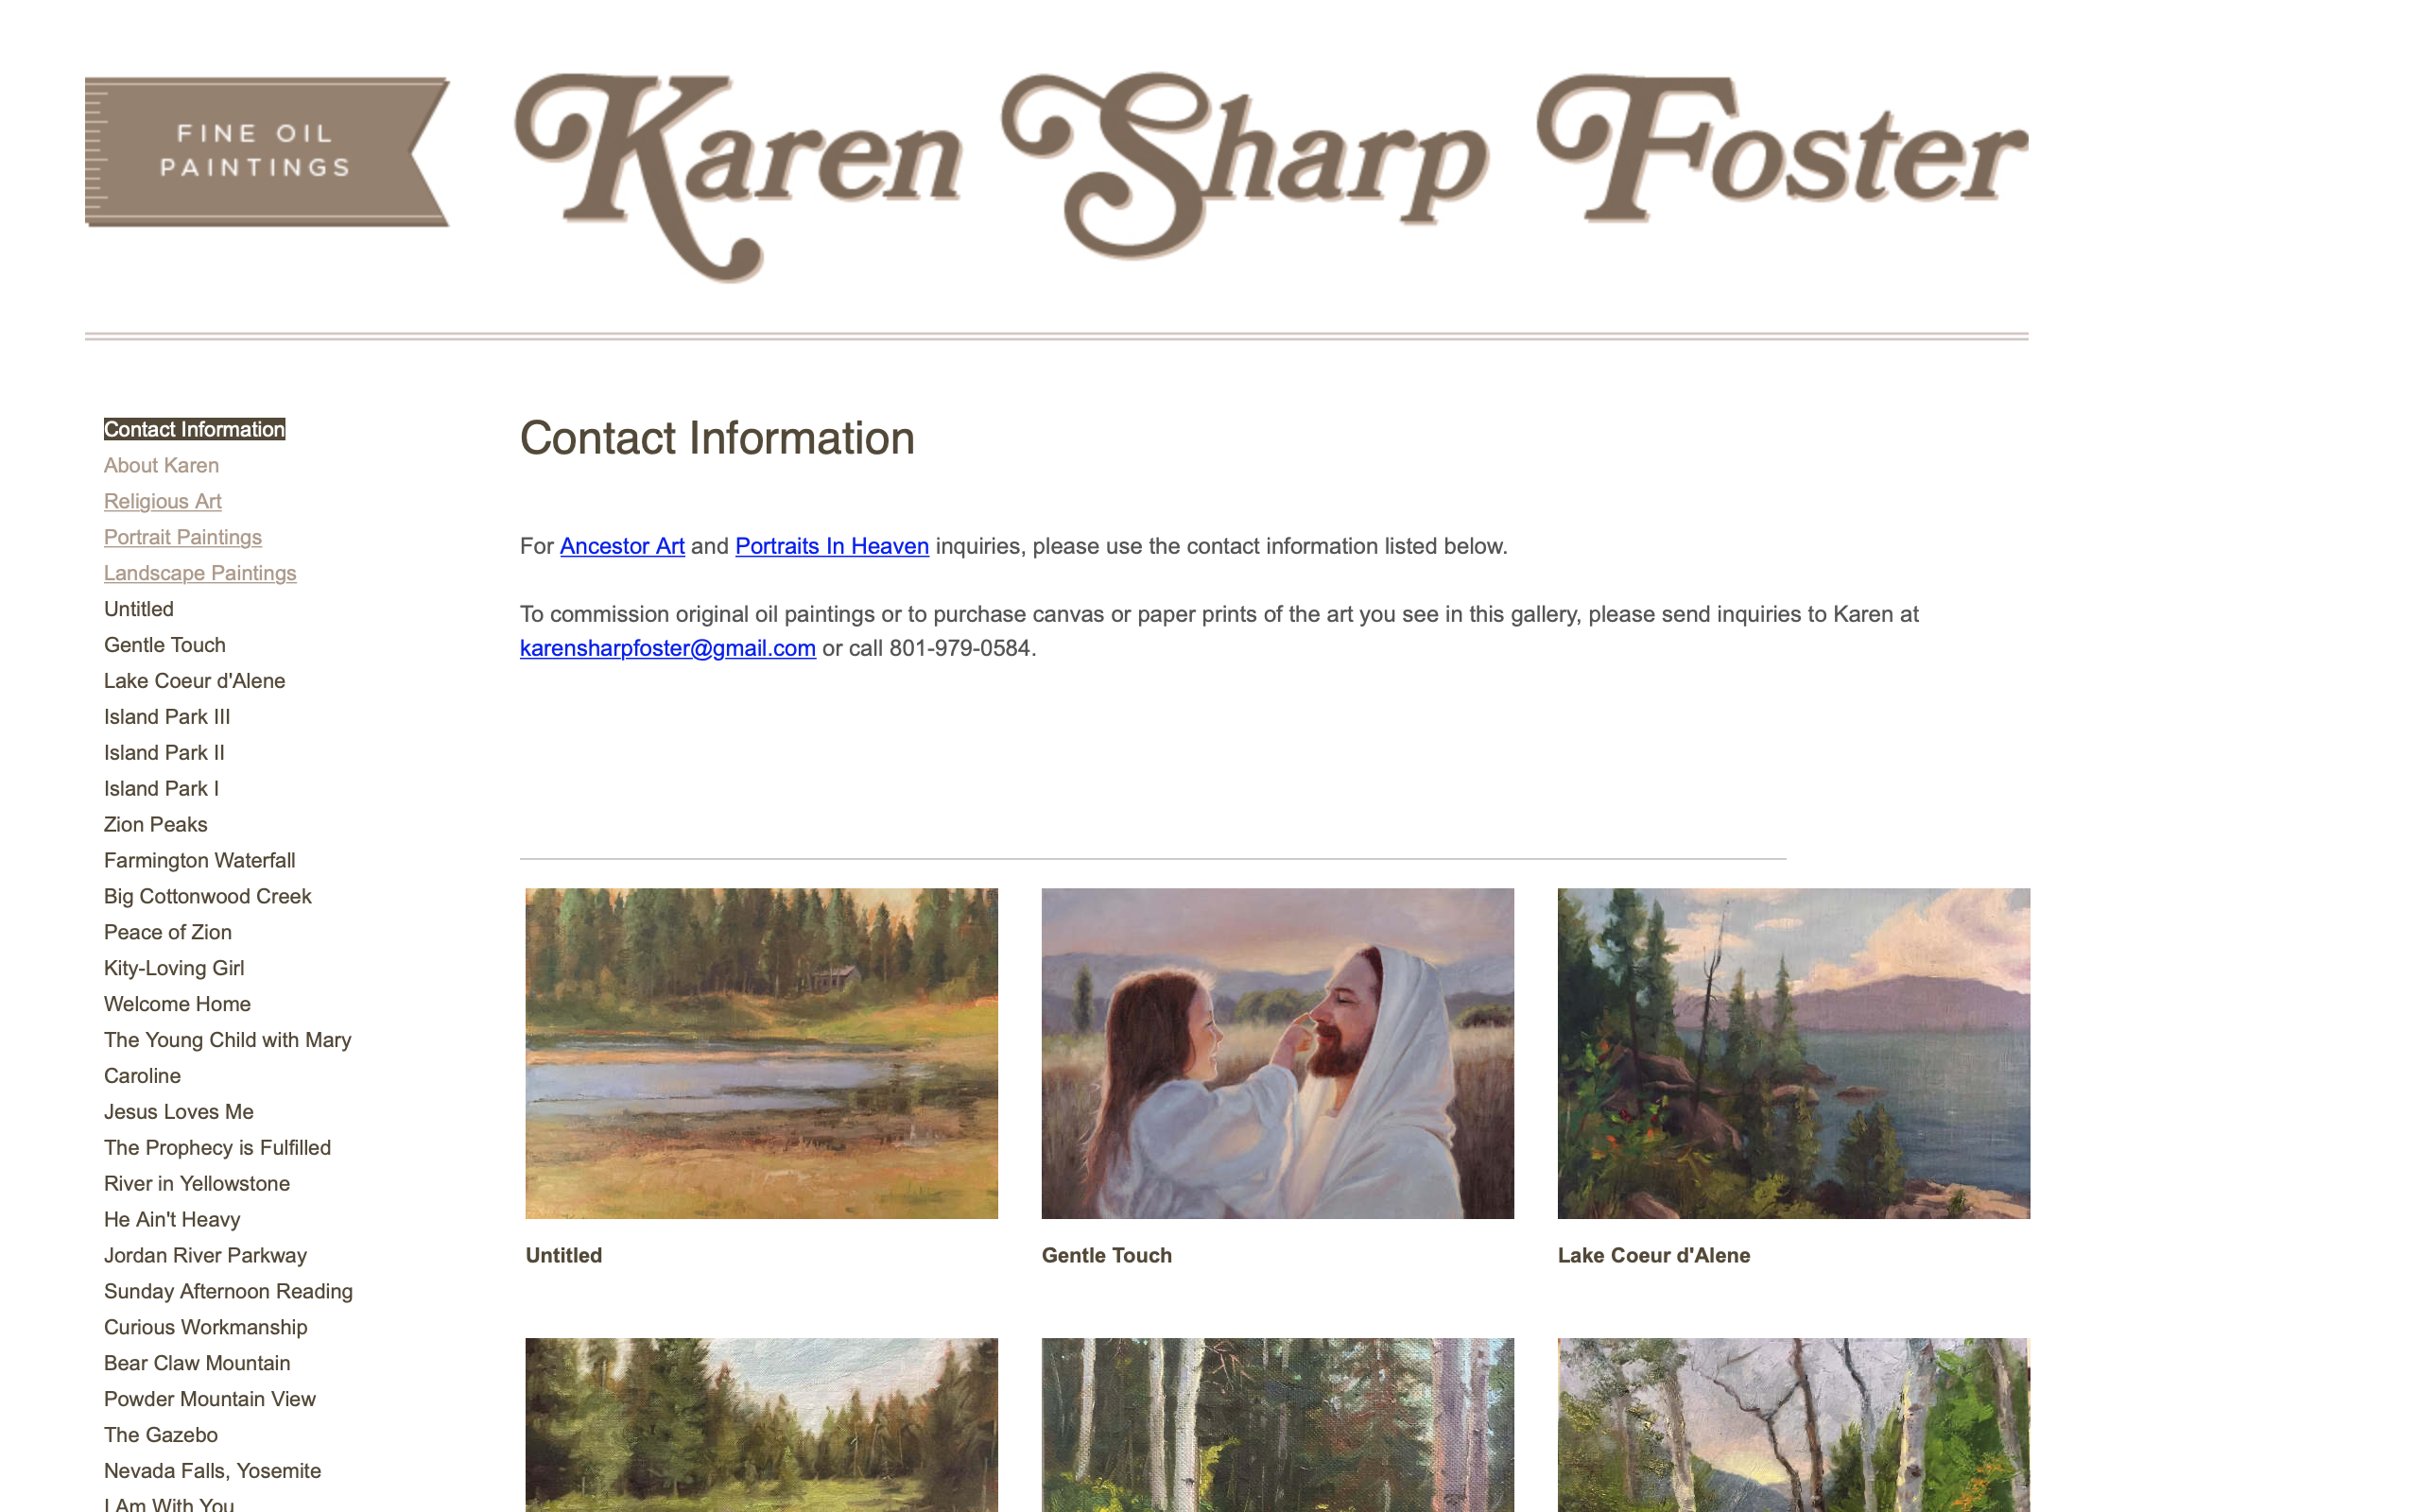 FINE OIL
PAINTINGS
Karen Sharp Foster
Contact Information
About Karen
Religious Art
Portrait Paintings
Landscape Paintings
Untitled
Gentle Touch
Lake Coeur d'Alene
Island Park III
Island Park II
Island Park I
Zion Peaks
Farmington Waterfall
Big Cottonwood Creek
Peace of Zion
Kity-Loving Girl
Welcome Home
The Young Child with Mary
Caroline
Jesus Loves Me
The Prophecy is Fulfilled
River in Yellowstone
He Ain't Heavy
Jordan River Parkway
Sunday Afternoon Reading
Curious Workmanship
Bear Claw Mountain
Powder Mountain View
The Gazebo
Nevada Falls, Yosemite
I Am With You
Contact Information
For Ancestor Art and Portraits In Heaven inquiries, please use the contact information listed below.
To commission original oil paintings or to purchase canvas or paper prints of the art you see in this gallery, please send inquiries to Karen at
karensharpfoster@gmail.com or call 801-979-0584.
Untitled
Gentle Touch
Lake Coeur d'Alene